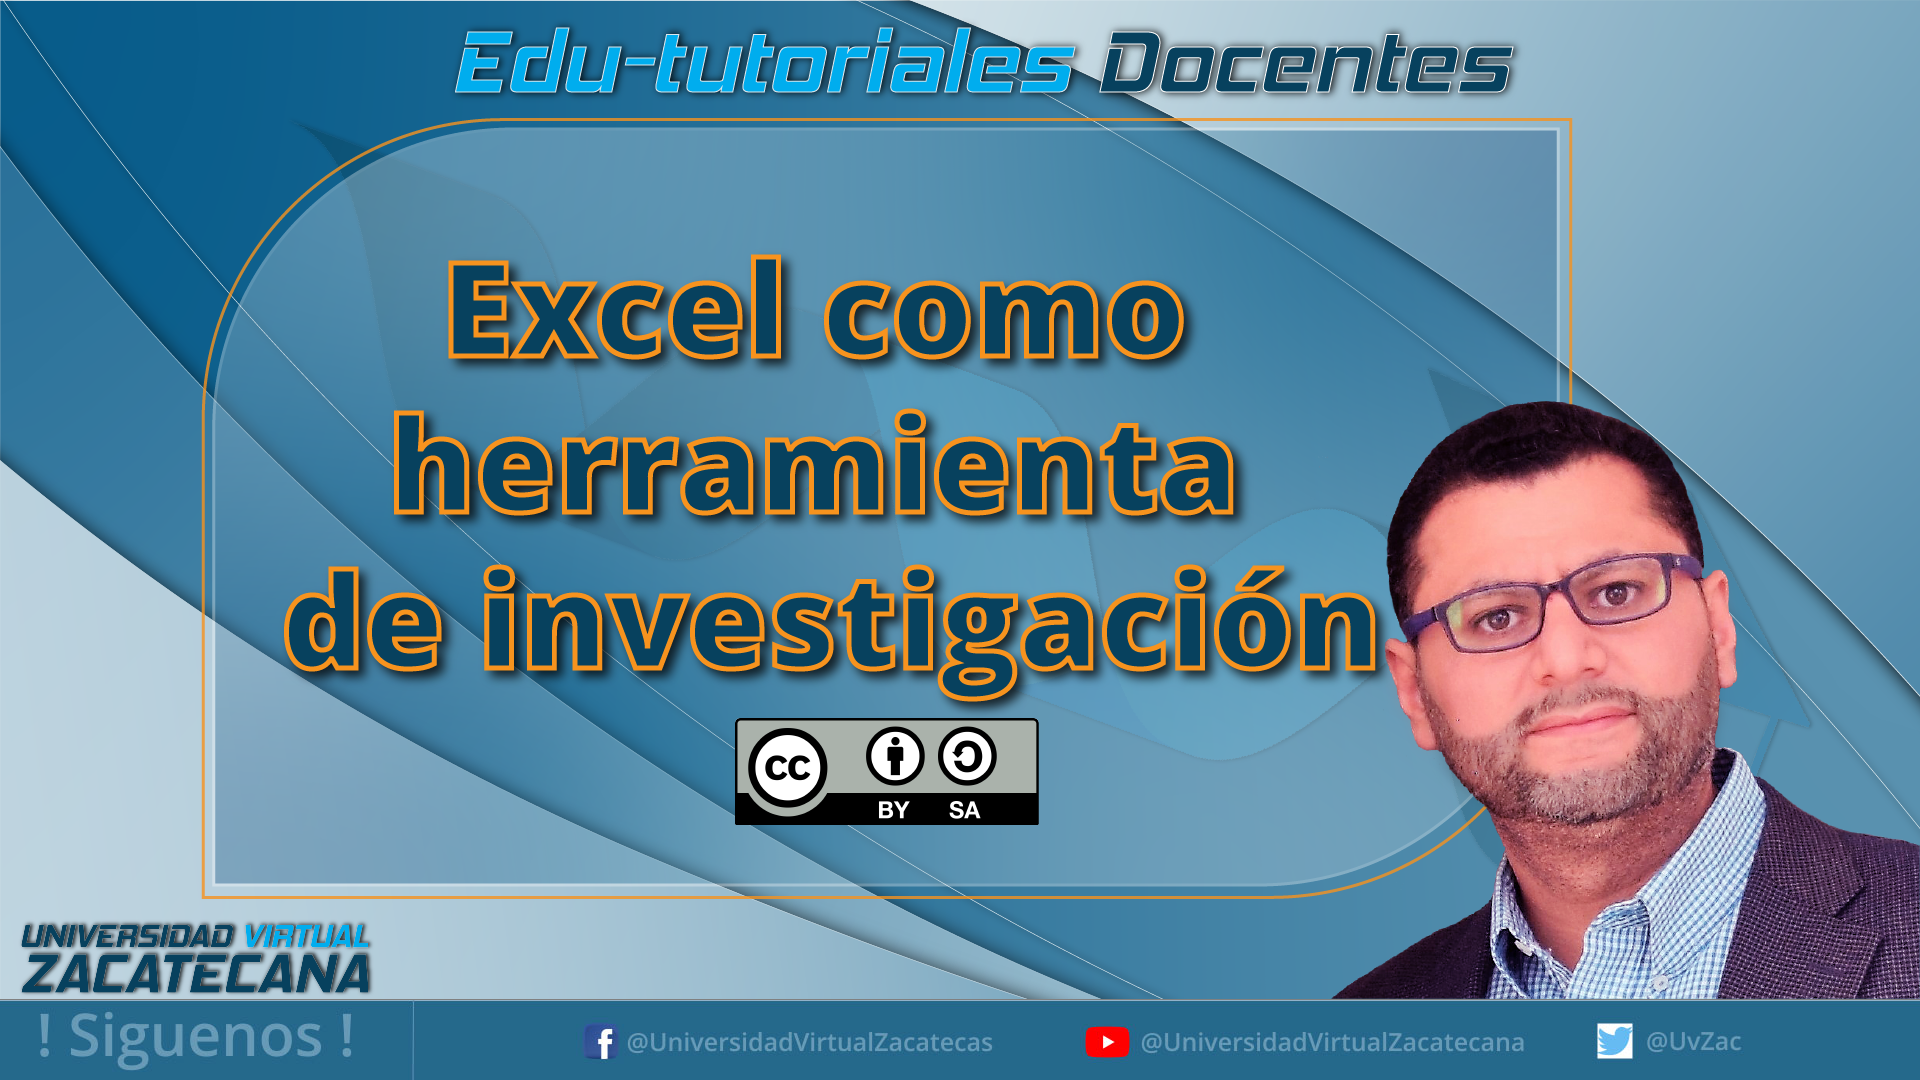 Edu-tutoriales Docentes
Excel como
herramienta
de investigación
cc
BY SA
UNIVERSIDAD VIRTUAL
ZACATECANA
! Siguenos !
@UniversidadVirtualZacatecas
@UniversidadVirtualZacatecana
@UvZac